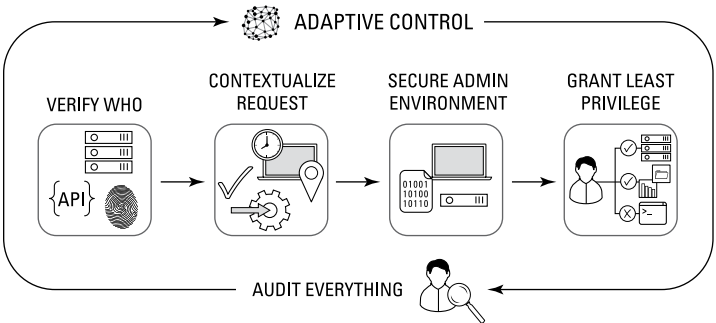 ADAPTIVE CONTROL
VERIFY WHO
CONTEXTUALIZE
REQUEST
SECURE ADMIN
ENVIRONMENT
GRANT LEAST
PRIVILEGE
{API}
01001
10100
10110
>_
AUDIT EVERYTHING